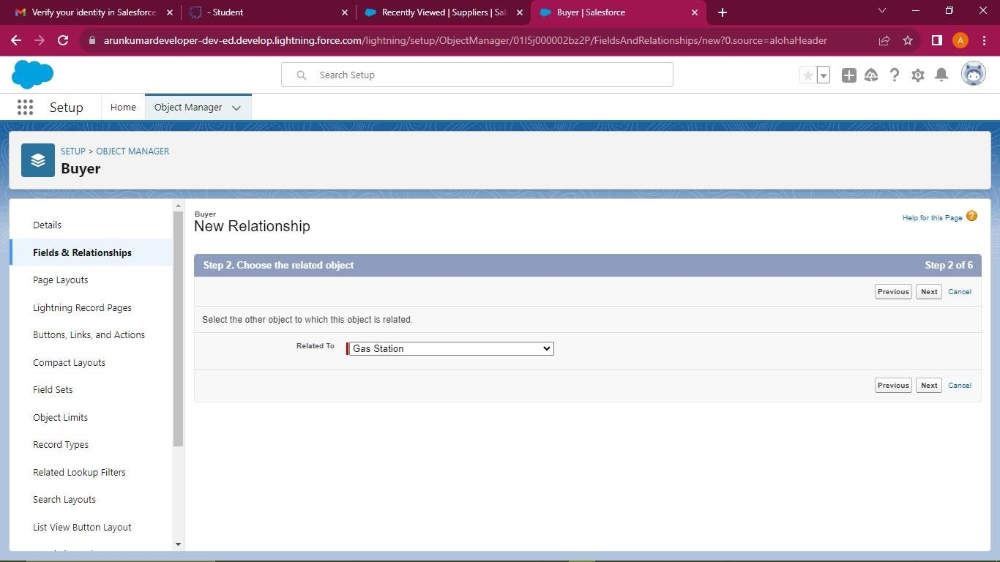 Verify your identity in Salesforce
- Student
Recently Viewed | Suppliers | Sal
Buyer | Salesforce
arunkumardeveloper-dev-ed.develop.lightning.force.com/lightning/setup/ObjectManager/01I5j000002bz2P/FieldsAndRelationships/new?0.source=alohaHeader
A
Search Setup
Setup
Home
Object Manager
SETUP > OBJECT MANAGER
Buyer
Details
Fields & Relationships
Page Layouts
Lightning Record Pages
Buttons, Links, and Actions
Compact Layouts
Field Sets
Object Limits
Record Types
Related Lookup Filters
Search Layouts
List View Button Layout
Buyer
New Relationship
Help for this Page ?
Step 2. Choose the related object
Step 2 of 6
Previous Next Cancel
Select the other object to which this object is related.
Related To Gas Station
Previous Next Cancel